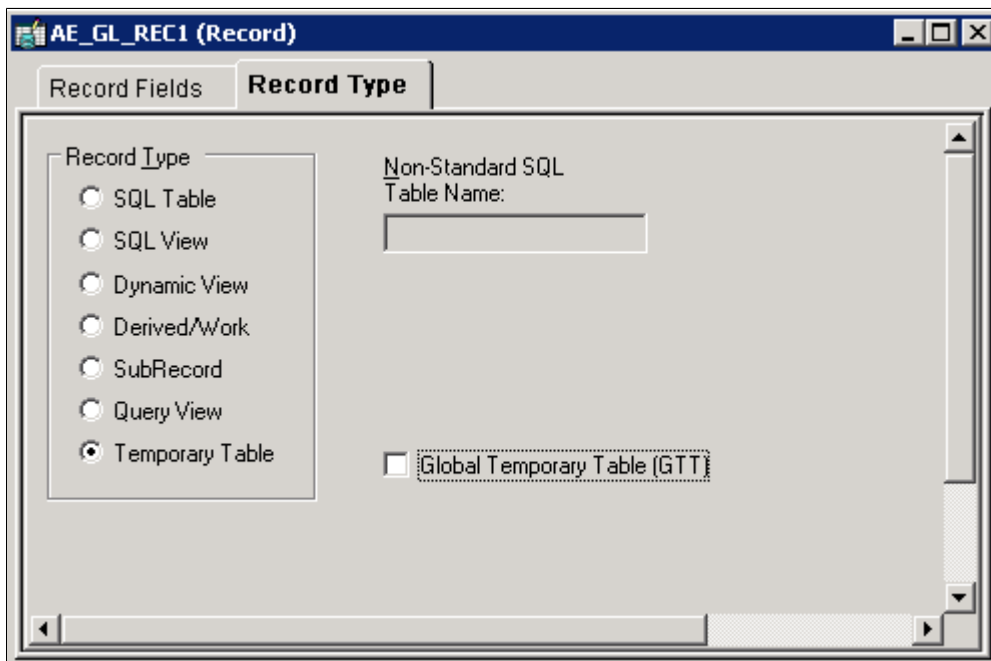 AE_GL_REC1 (Record)
Record Fields
Record Type
Record Type
SQL Table
SQL View
Dynamic View
Derived/Work
SubRecord
Query View
Temporary Table
Non-Standard SQL
Table Name:
Global Temporary Table (GTT)